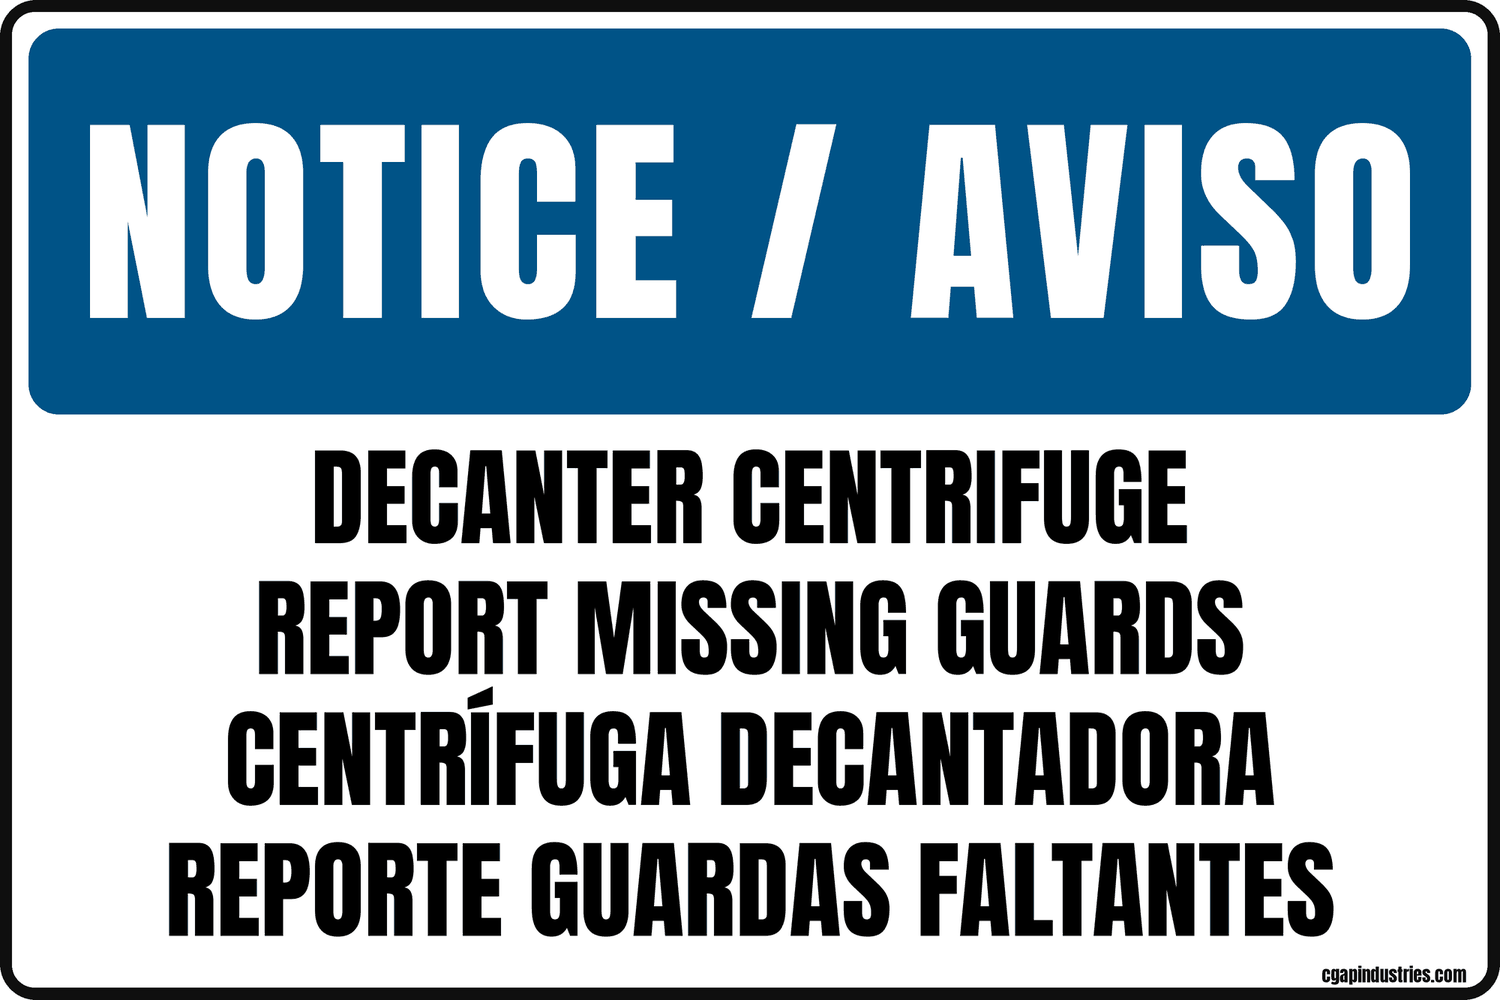 NOTICE / AVISO
DECANTER CENTRIFUGE
REPORT MISSING GUARDS
CENTRÍFUGA DECANTADORA
REPORTE GUARDAS FALTANTES
cgapindustries.com